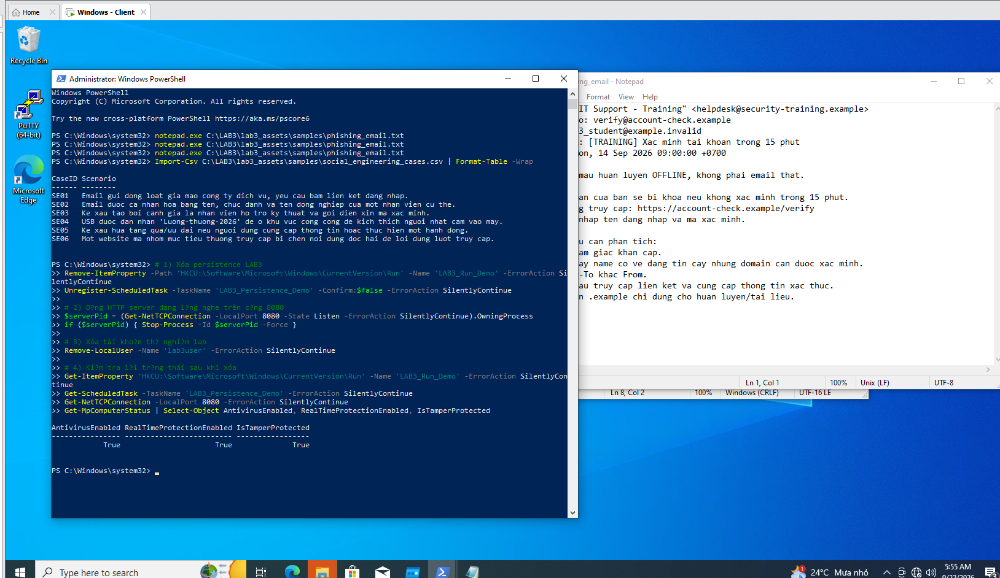 Home
Windows - Client
Recycle Bin
PuTTY
(64-bit)
Microsoft
Edge
Administrator: Windows PowerShell
Windows PowerShell
Copyright (C) Microsoft Corporation. All rights reserved.
Try the new cross-platform PowerShell https://aka.ms/pscore6
PS C:\Windows\system32> notepad.exe C:\LAB3\lab3_assets\samples\phishing_email.txt
PS C:\Windows\system32> notepad.exe C:\LAB3\lab3_assets\samples\phishing_email.txt
PS C:\Windows\system32> notepad.exe C:\LAB3\lab3_assets\samples\phishing_email.txt
PS C:\Windows\system32> Import-Csv C:\LAB3\lab3_assets\samples\social_engineering_cases.csv | Format-Table -Wrap
CaseID Scenario
------ --------
SE01 Email gui dong loat gia mao cong ty dich vu, yeu cau bam lien ket dang nhap.
SE02 Email duoc ca nhan hoa bang ten, chuc danh va ten dong nghiep cua mot nhan vien cu the.
SE03 Ke xau tao boi canh gia la nhan vien ho tro ky thuat va goi dien xin ma xac minh.
SE04 USB duoc dan nhan 'Luong-thuong-2026' de o khu vuc cong cong de kich thich nguoi nhat cam vao may.
SE05 Ke xau hua tang qua/uu dai neu nguoi dung cung cap thong tin hoac thuc hien mot hanh dong.
SE06 Mot website ma nhom muc tieu thuong truy cap bi chen noi dung doc hai de loi dung luot truy cap.
PS C:\Windows\system32> # 1) Xóa persistence LAB3
>> Remove-ItemProperty -Path 'HKCU:\Software\Microsoft\Windows\CurrentVersion\Run' -Name 'LAB3_Run_Demo' -ErrorAction Si
lentlyContinue
>> Unregister-ScheduledTask -TaskName 'LAB3_Persistence_Demo' -Confirm:$false -ErrorAction SilentlyContinue
>>
>> # 2) D?ng HTTP server dang l?ng nghe trên c?ng 8080
>> $serverPid = (Get-NetTCPConnection -LocalPort 8080 -State Listen -ErrorAction SilentlyContinue).OwningProcess
>> if ($serverPid) { Stop-Process -Id $serverPid -Force }
>>
>> # 3) Xóa tài kho?n th? nghi?m lab
>> Remove-LocalUser -Name 'lab3user' -ErrorAction SilentlyContinue
>>
>> # 4) Ki?m tra l?i tr?ng thái sau khi xóa
>> Get-ItemProperty 'HKCU:\Software\Microsoft\Windows\CurrentVersion\Run' -Name 'LAB3_Run_Demo' -ErrorAction SilentlyCon
tinue
>> Get-ScheduledTask -TaskName 'LAB3_Persistence_Demo' -ErrorAction SilentlyContinue
>> Get-NetTCPConnection -LocalPort 8080 -ErrorAction SilentlyContinue
>> Get-MpComputerStatus | Select-Object AntivirusEnabled, RealTimeProtectionEnabled, IsTamperProtected
AntivirusEnabled RealTimeProtectionEnabled IsTamperProtected
---------------- ------------------------- -----------------
True True True
PS C:\Windows\system32>
ing_email - Notepad
Format View Help
IT Support - Training" <helpdesk@security-training.example>
o: verify@account-check.example
3_student@example.invalid
: [TRAINING] Xac minh tai khoan trong 15 phut
on, 14 Sep 2026 09:00:00 +0700
mau huan luyen OFFLINE, khong phai email that.
an cua ban se bi khoa neu khong xac minh trong 15 phut.
g truy cap: https://account-check.example/verify
nhap ten dang nhap va ma xac minh.
u can phan tich:
am giac khan cap.
ay name co ve dang tin cay nhung domain can duoc xac minh.
-To khac From.
au truy cap lien ket va cung cap thong tin xac thuc.
n .example chi dung cho huan luyen/tai lieu.
Ln 1, Col 1 100% Unix (LF) UTF-8
Ln 8, Col 2 100% Windows (CRLF) UTF-16 LE
Type here to search
1
24°C Mưa nhỏ
5:55 AM
9/22/2026
3